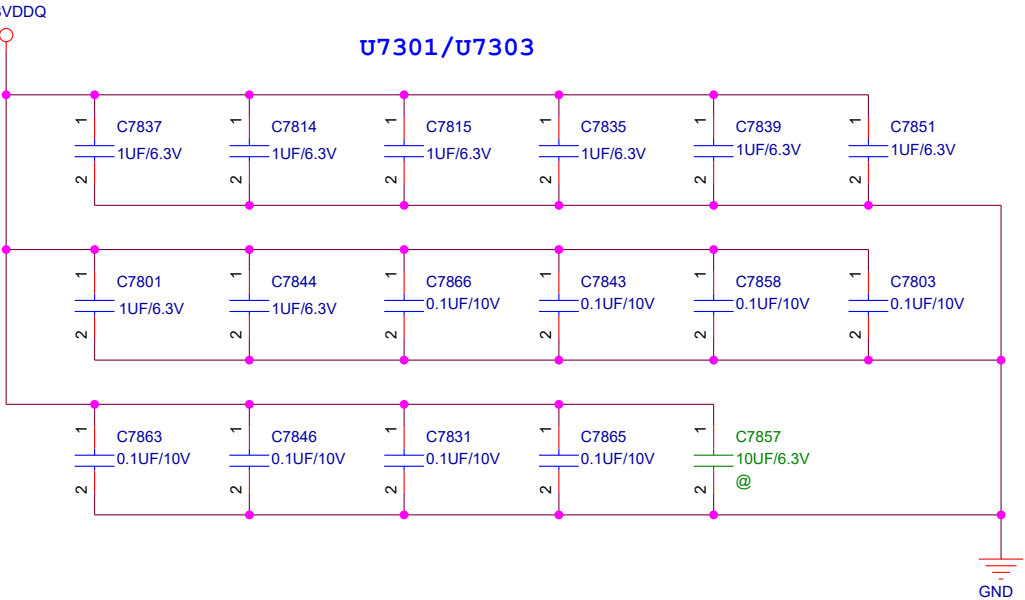 VDDQ
U7301/U7303
1 1 1 1 1 1
C7837 C7814 C7815 C7835 C7839 C7851
1UF/6.3V 1UF/6.3V 1UF/6.3V 1UF/6.3V 1UF/6.3V 1UF/6.3V
2 2 2 2 2 2
1 1 1 1 1 1
C7801 C7844 C7866 C7843 C7858 C7803
1UF/6.3V 1UF/6.3V 0.1UF/10V 0.1UF/10V 0.1UF/10V 0.1UF/10V
2 2 2 2 2 2
1 1 1 1 1
C7863 C7846 C7831 C7865 C7857
0.1UF/10V 0.1UF/10V 0.1UF/10V 0.1UF/10V 10UF/6.3V
@
2 2 2 2 2
GND